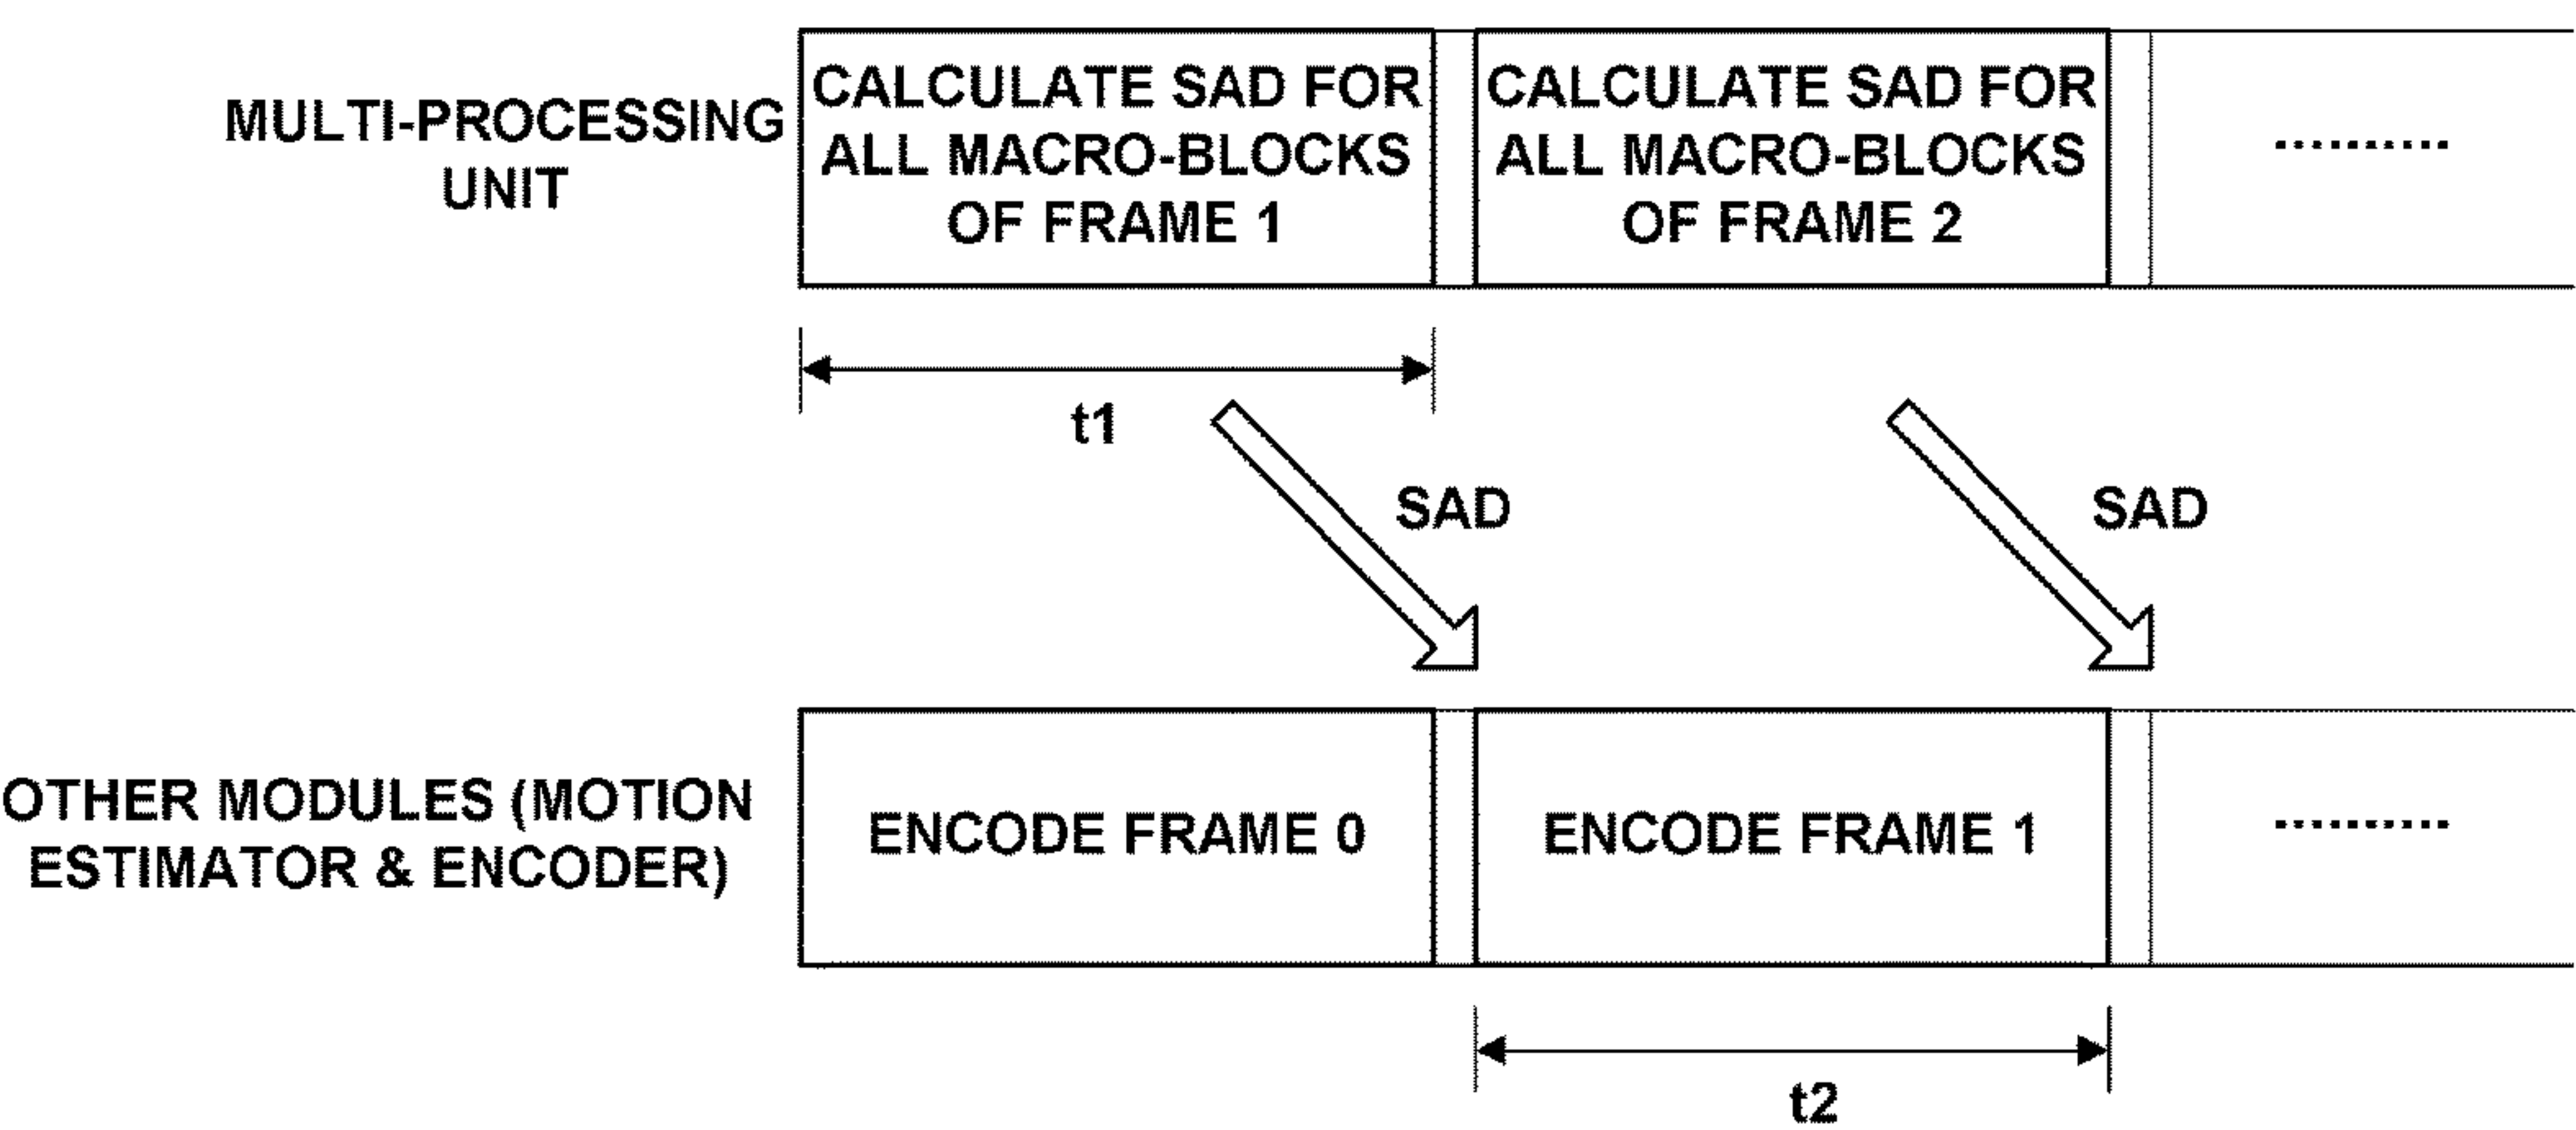 MULTI-PROCESSING
UNIT
CALCULATE SAD FOR
ALL MACRO-BLOCKS
OF FRAME 1
CALCULATE SAD FOR
ALL MACRO-BLOCKS
OF FRAME 2
.........
t1
SAD
SAD
OTHER MODULES (MOTION
ESTIMATOR & ENCODER)
ENCODE FRAME 0
ENCODE FRAME 1
.........
t2